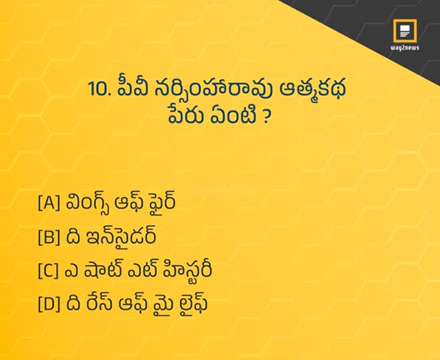 way2news
10. పీవీ నర్సింహారావు ఆత్మకథ
పేరు ఏంటి ?
[A] వింగ్స్ ఆఫ్ ఫైర్
[B] ది ఇన్‌సైడర్
[C] ఎ షాట్ ఎట్ హిస్టరీ
[D] ది రేస్ ఆఫ్ మై లైఫ్